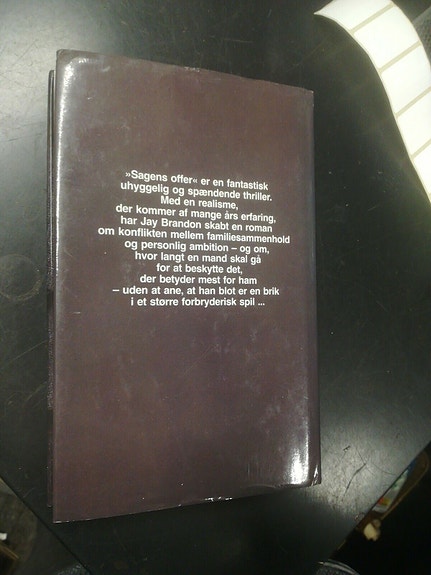 »Sagens offer« er en fantastisk
uhyggelig og spændende thriller.
Med en realisme,
der kommer af mange års erfaring,
har Jay Brandon skabt en roman
om konflikten mellem familiesammenhold
og personlig ambition – og om,
hvor langt en mand skal gå
for at beskytte det,
der betyder mest for ham
– uden at ane, at han blot er en brik
i et større forbryderisk spil ...